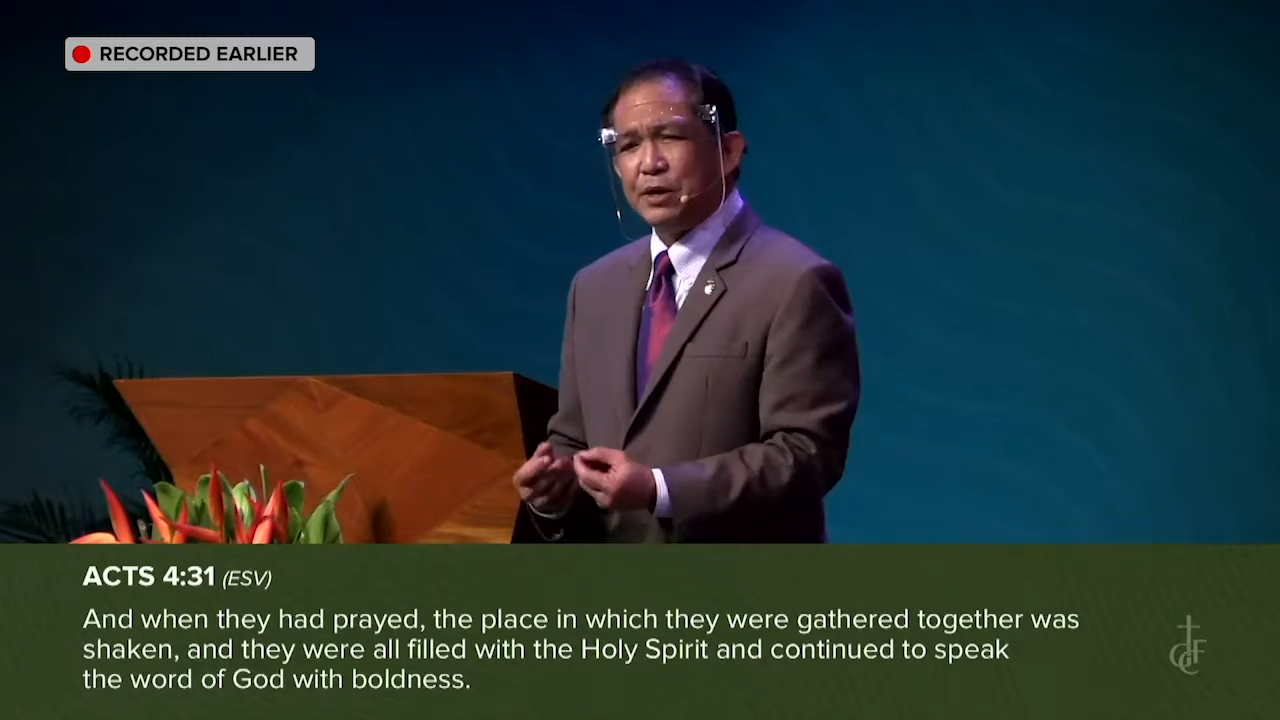 RECORDED EARLIER
ACTS 4:31 (ESV)
And when they had prayed, the place in which they were gathered together was
shaken, and they were all filled with the Holy Spirit and continued to speak
the word of God with boldness.